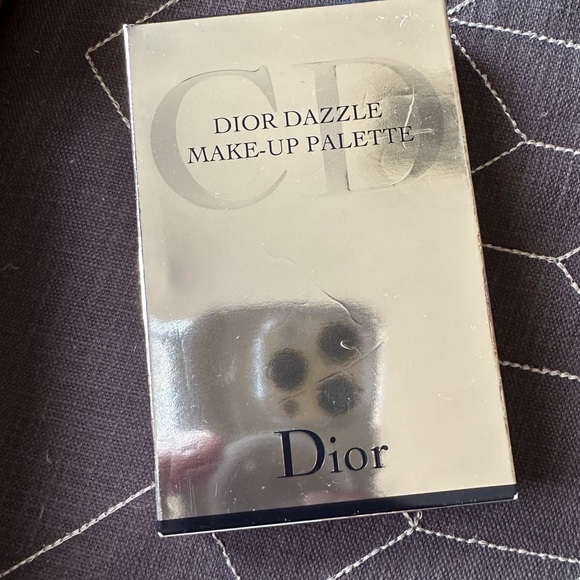 CD
DIOR DAZZLE
MAKE-UP PALETTE
Dior